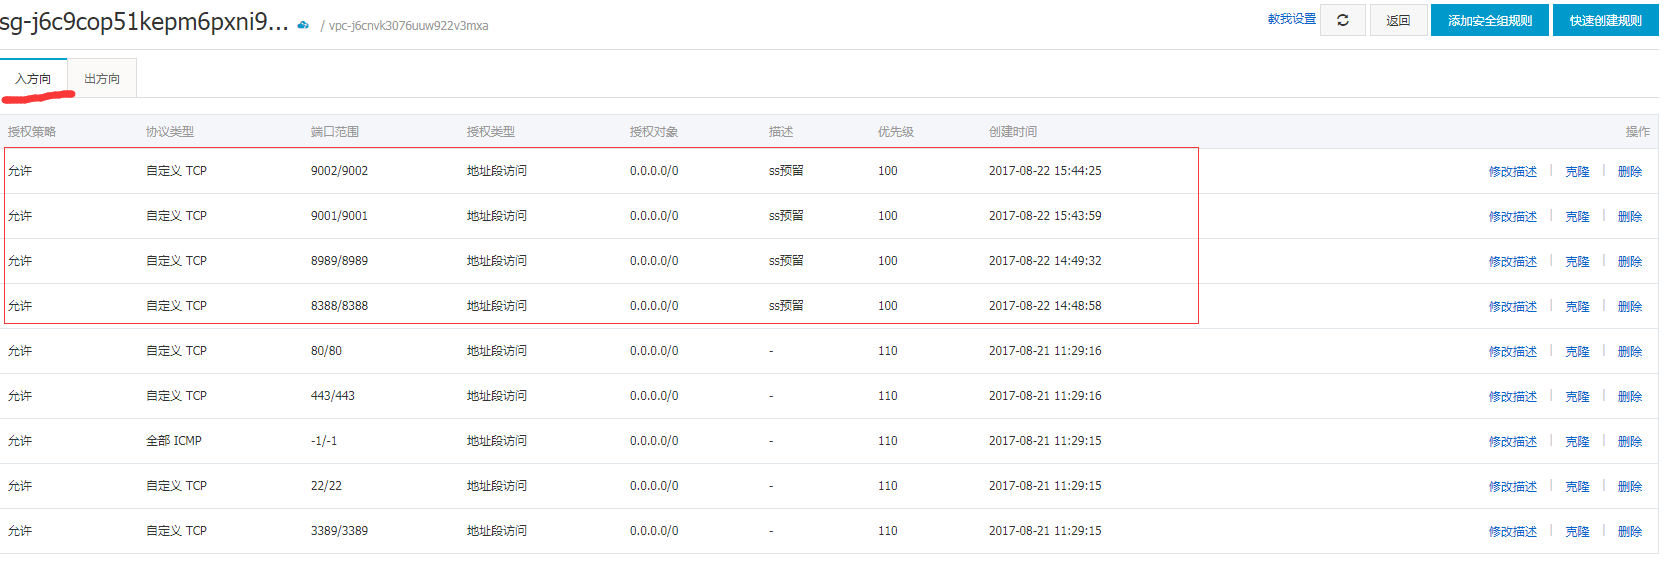 sg-j6c9cop51kepm6pxni9... / vpc-j6cnvk3076uuw922v3mxa 教我设置 返回 添加安全组规则 快速创建规则
入方向 出方向
授权策略 协议类型 端口范围 授权类型 授权对象 描述 优先级 创建时间 操作
允许 自定义 TCP 9002/9002 地址段访问 0.0.0.0/0 ss预留 100 2017-08-22 15:44:25 修改描述 | 克隆 | 删除
允许 自定义 TCP 9001/9001 地址段访问 0.0.0.0/0 ss预留 100 2017-08-22 15:43:59 修改描述 | 克隆 | 删除
允许 自定义 TCP 8989/8989 地址段访问 0.0.0.0/0 ss预留 100 2017-08-22 14:49:32 修改描述 | 克隆 | 删除
允许 自定义 TCP 8388/8388 地址段访问 0.0.0.0/0 ss预留 100 2017-08-22 14:48:58 修改描述 | 克隆 | 删除
允许 自定义 TCP 80/80 地址段访问 0.0.0.0/0 - 110 2017-08-21 11:29:16 修改描述 | 克隆 | 删除
允许 自定义 TCP 443/443 地址段访问 0.0.0.0/0 - 110 2017-08-21 11:29:16 修改描述 | 克隆 | 删除
允许 全部 ICMP -1/-1 地址段访问 0.0.0.0/0 - 110 2017-08-21 11:29:15 修改描述 | 克隆 | 删除
允许 自定义 TCP 22/22 地址段访问 0.0.0.0/0 - 110 2017-08-21 11:29:15 修改描述 | 克隆 | 删除
允许 自定义 TCP 3389/3389 地址段访问 0.0.0.0/0 - 110 2017-08-21 11:29:15 修改描述 | 克隆 | 删除